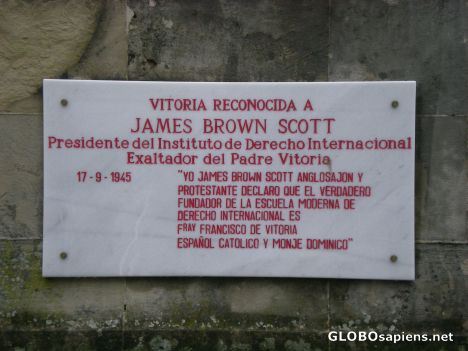 VITORIA RECONOCIDA A
JAMES BROWN SCOTT
Presidente del Instituto de Derecho Internacional
Exaltador del Padre Vitoria
17-9-1945
"YO JAMES BROWN SCOTT ANGLOSAJON Y
PROTESTANTE DECLARO QUE EL VERDADERO
FUNDADOR DE LA ESCUELA MODERNA DE
DERECHO INTERNACIONAL ES
FRAY FRANCISCO DE VITORIA
ESPAÑOL CATOLICO Y MONJE DOMINICO"
GLOBOsapiens.net